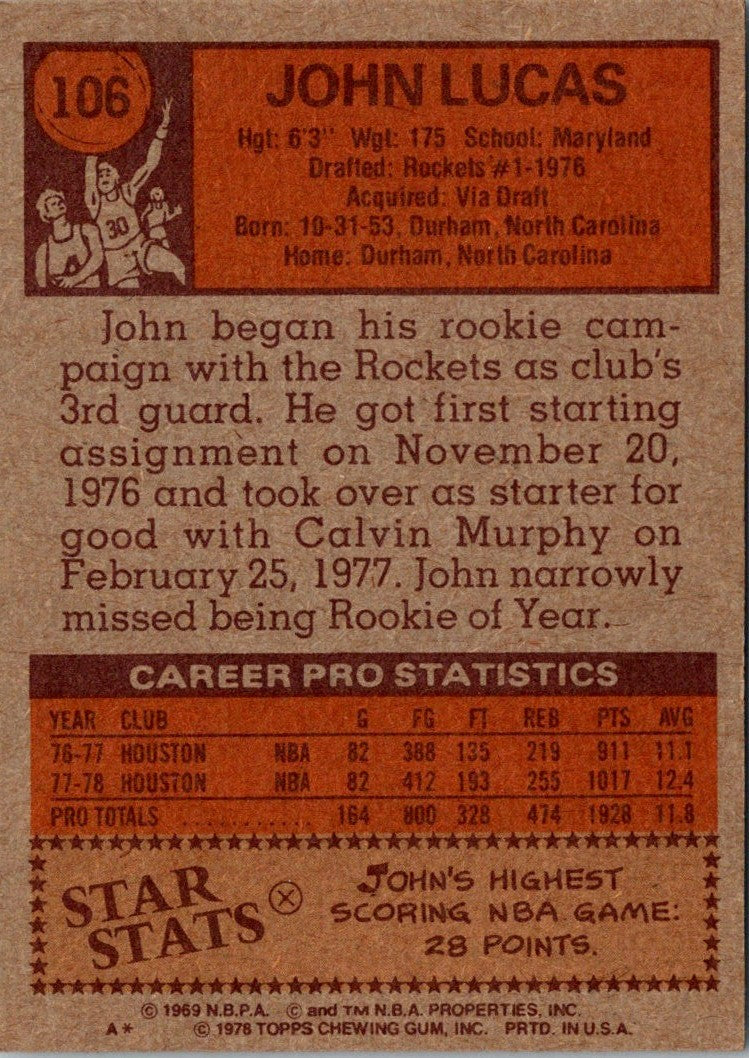 106
JOHN LUCAS
Hgt: 6'3" Wgt: 175 School: Maryland
Drafted: Rockets #1-1976
Acquired: Via Draft
Born: 10-31-53, Durham, North Carolina
Home: Durham, North Carolina
30
John began his rookie cam-
paign with the Rockets as club's
3rd guard. He got first starting
assignment on November 20,
1976 and took over as starter for
good with Calvin Murphy on
February 25, 1977. John narrowly
missed being Rookie of Year.
CAREER PRO STATISTICS
YEAR CLUB G FG FT REB PTS AVG
76-77 HOUSTON NBA 82 388 135 219 911 11.1
77-78 HOUSTON NBA 82 412 193 255 1017 12.4
PRO TOTALS ........... 164 800 328 474 1928 11.8
STAR
STATS
JOHN'S HIGHEST
SCORING NBA GAME:
28 POINTS.
© 1969 N.B.P.A. © and TM N.B.A. PROPERTIES, INC.
A* © 1978 TOPPS CHEWING GUM, INC. PRTD. IN U.S.A.